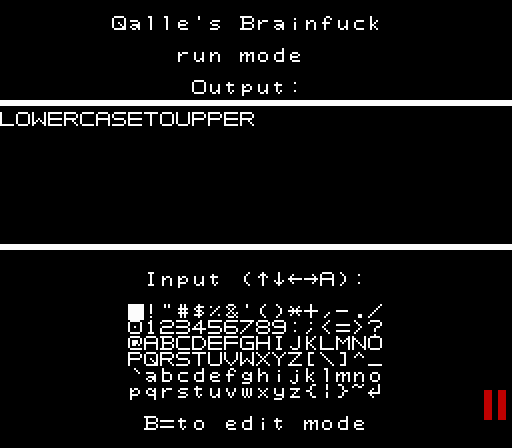 Qalle's Brainfuck
run mode
Output:
LOWERCASETOUPPER
Input (↑↓←→A):
█!"#$%&'()*+,-./
0123456789:;<=>?
@ABCDEFGHIJKLMNO
PQRSTUVWXYZ[\]^_
`abcdefghijklmno
pqrstuvwxyz{|}~↲
B=to edit mode